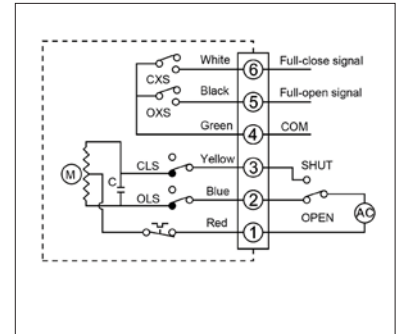 White 6 Full-close signal
CXS
Black 5 Full-open signal
OXS
Green 4 COM
CLS Yellow 3 SHUT
M C
OLS Blue 2
OPEN AC
Red 1